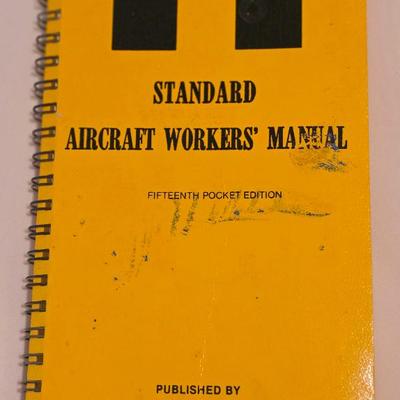 STANDARD
AIRCRAFT WORKERS' MANUAL
FIFTEENTH POCKET EDITION
PUBLISHED BY